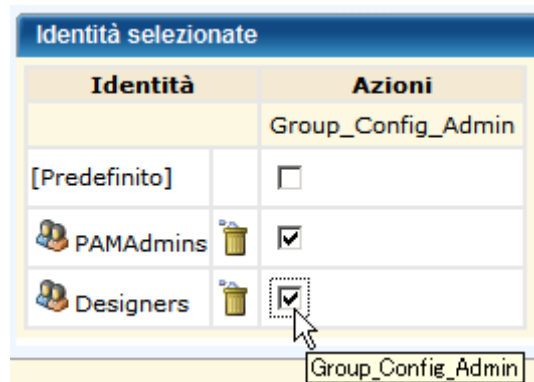 Identità selezionate
Identità Azioni
Group_Config_Admin
[Predefinito]
PAMAdmins
Designers
Group_Config_Admin